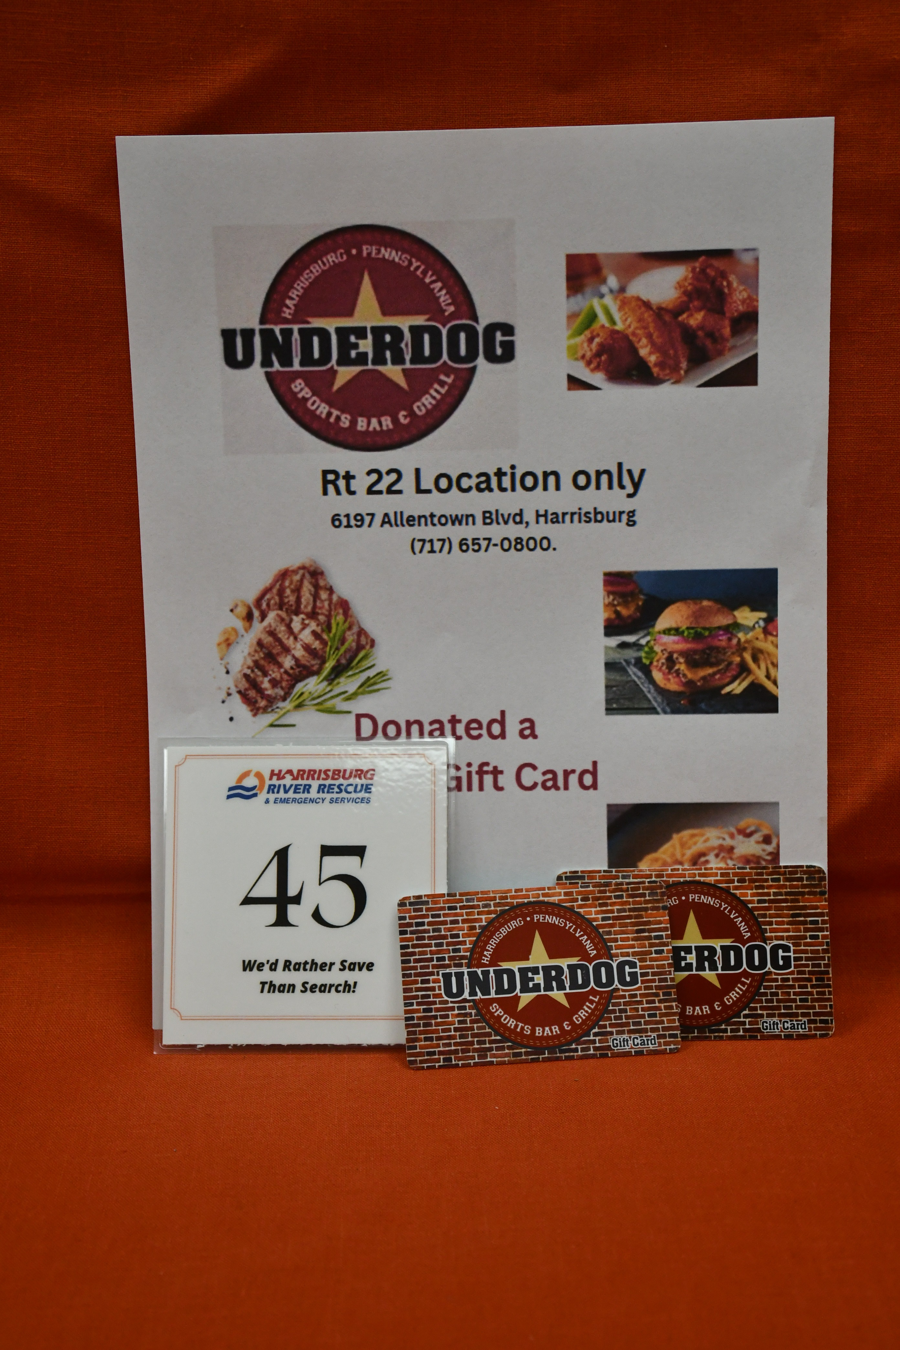 HARRISBURG • PENNSYLVANIA
UNDERDOG
SPORTS BAR & GRILL
Rt 22 Location only
6197 Allentown Blvd, Harrisburg
(717) 657-0800.
Donated a
Gift Card
HARRISBURG
RIVER RESCUE
& EMERGENCY SERVICES
45
We'd Rather Save
Than Search!
HARRISBURG • PENNSYLVANIA
UNDERDOG
SPORTS BAR & GRILL
Gift Card
RG • PENNSYLVANIA
ERDOG
BAR & GRILL
Gift Card